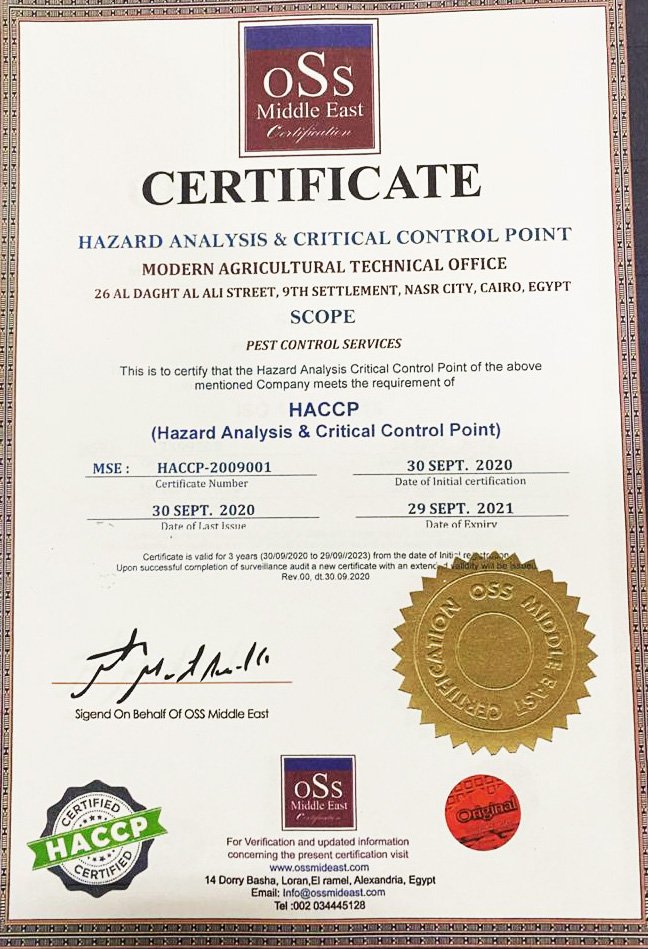 oSs
Middle East
Certification
CERTIFICATE
HAZARD ANALYSIS & CRITICAL CONTROL POINT
MODERN AGRICULTURAL TECHNICAL OFFICE
26 AL DAGHT AL ALI STREET, 9TH SETTLEMENT, NASR CITY, CAIRO, EGYPT
SCOPE
PEST CONTROL SERVICES
This is to certify that the Hazard Analysis Critical Control Point of the above
mentioned Company meets the requirement of
HACCP
(Hazard Analysis & Critical Control Point)
MSE : HACCP-2009001 30 SEPT. 2020
Certificate Number Date of Initial certification
30 SEPT. 2020 29 SEPT. 2021
Date of Last Issue Date of Expiry
Certificate is valid for 3 years (30/09/2020 to 29/09//2023) from the date of Initial registration.
Upon successful completion of surveillance audit a new certificate with an extended validity will be issued.
Rev.00, dt.30.09.2020
OSS MIDDLE EAST CERTIFICATION
Sigend On Behalf Of OSS Middle East
CERTIFIED
HACCP
CERTIFIED
oSs
Middle East
Certification
Original
For Verification and updated information
concerning the present certification visit
www.ossmideast.com
14 Dorry Basha, Loran,El ramel, Alexandria, Egypt
Email: Info@ossmideast.com
Tel :002 034445128